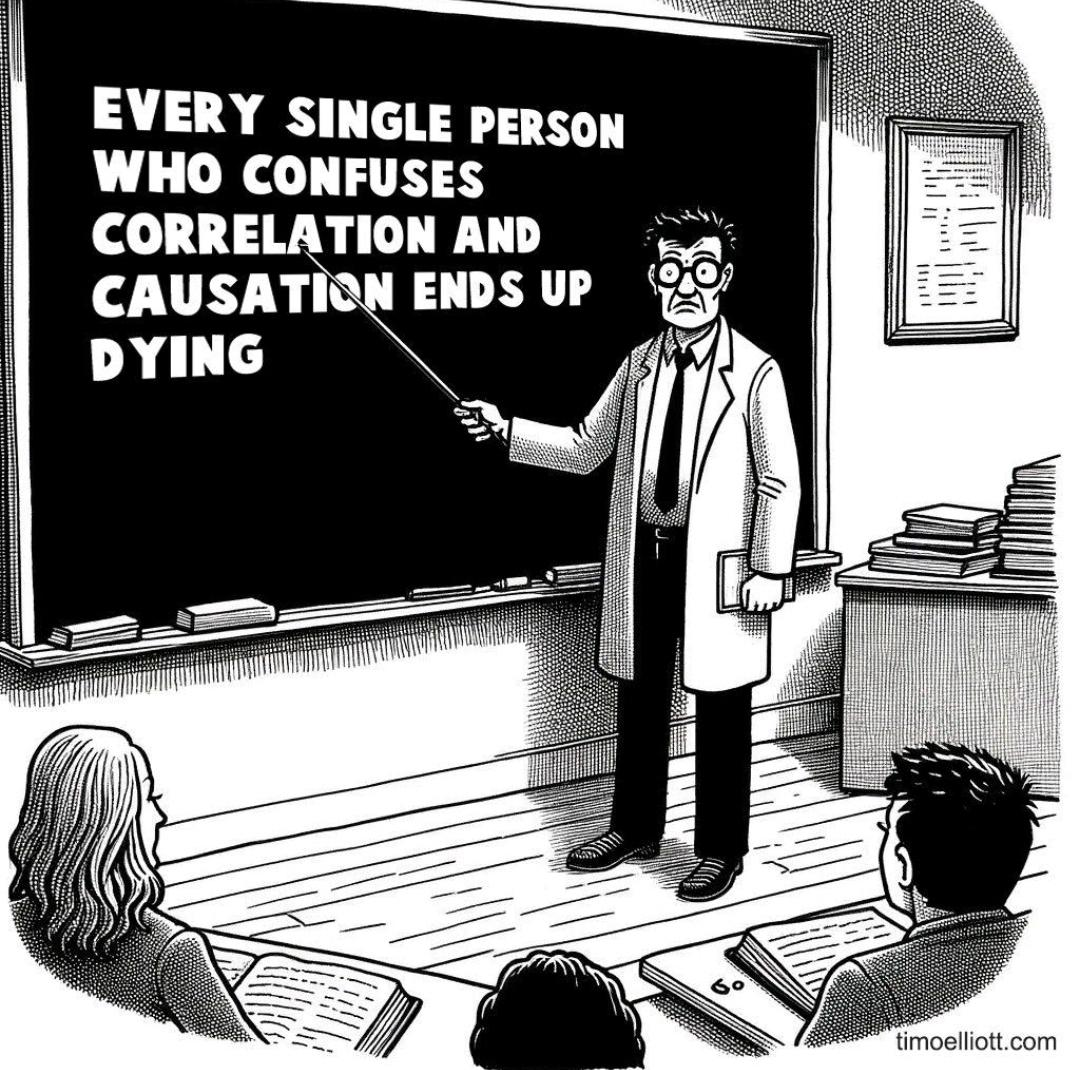 EVERY SINGLE PERSON
WHO CONFUSES
CORRELATION AND
CAUSATION ENDS UP
DYING
timoelliott.com